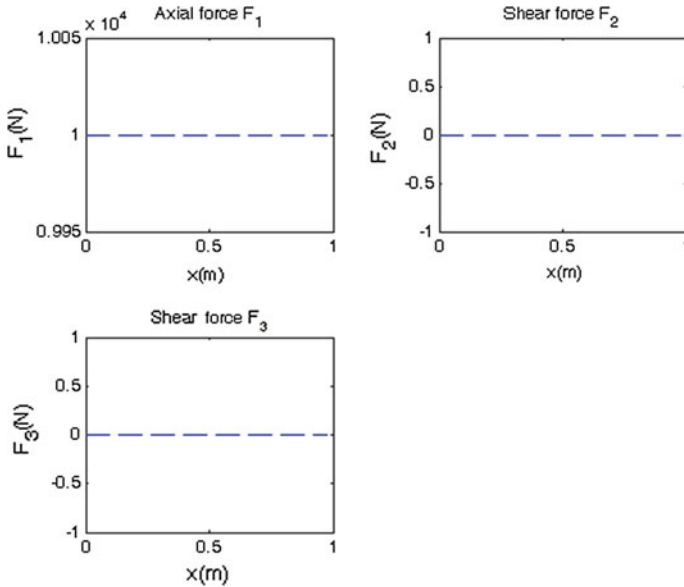 Axial force F₁
x 10⁴
1.005
1
0.995
F₁(N)
0
0.5
1
x(m)
Shear force F₂
1
0.5
0
-0.5
-1
F₂(N)
0
0.5
1
x(m)
Shear force F₃
1
0.5
0
-0.5
-1
F₃(N)
0
0.5
1
x(m)